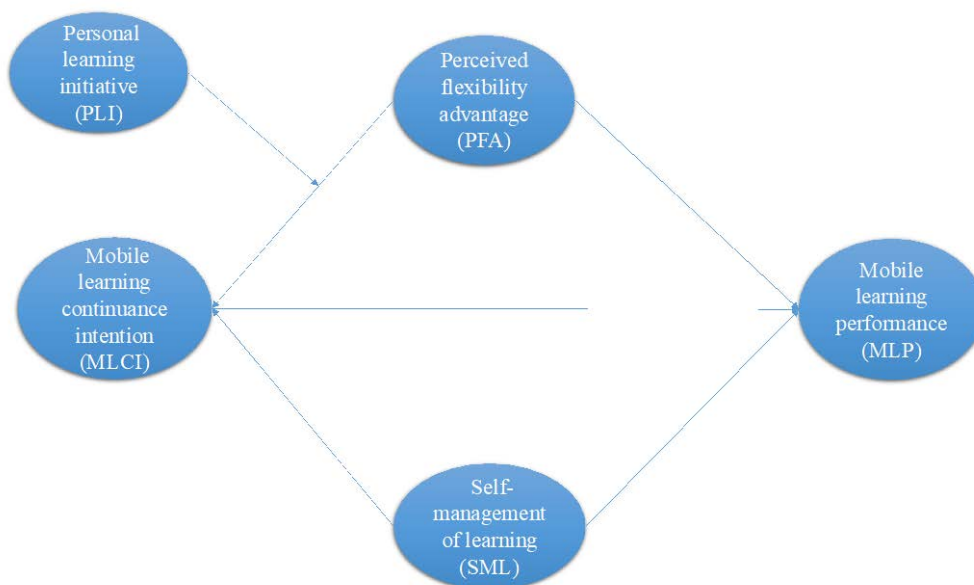 Personal
learning
initiative
(PLI)
Perceived
flexibility
advantage
(PFA)
Mobile
learning
continuance
intention
(MLCI)
Mobile
learning
performance
(MLP)
Self-
management
of learning
(SML)